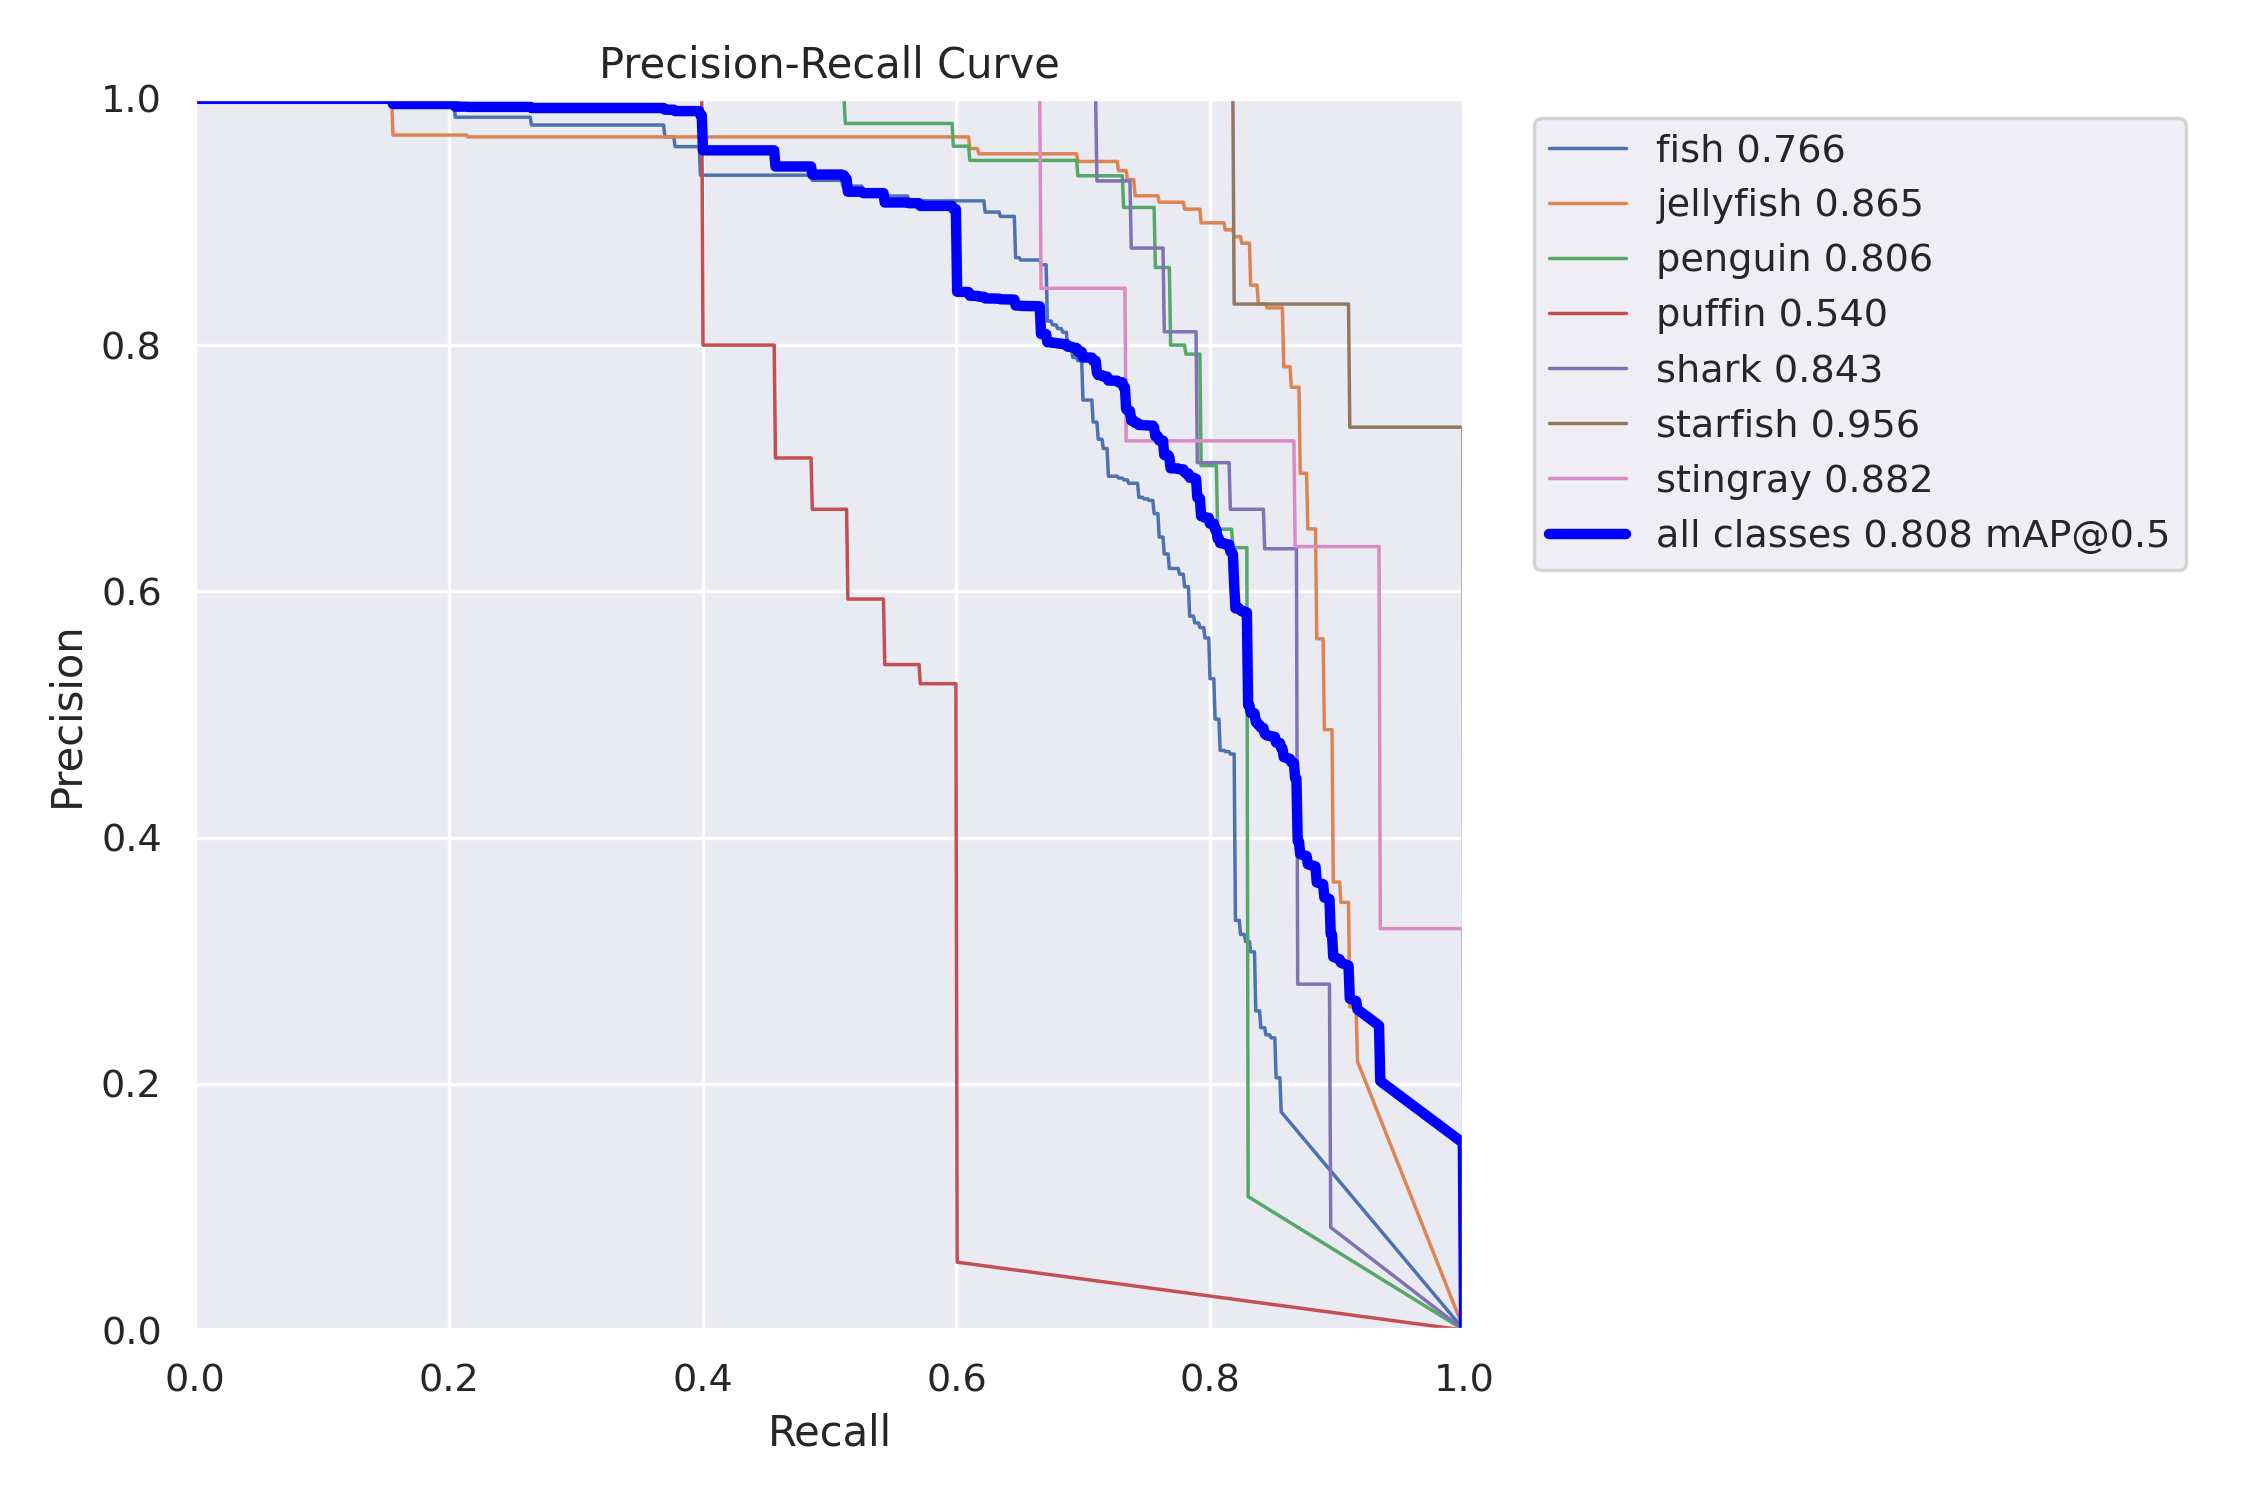 Precision-Recall Curve
1.0
0.8
0.6
0.4
0.2
0.0
Precision
0.0 0.2 0.4 0.6 0.8 1.0
Recall
fish 0.766
jellyfish 0.865
penguin 0.806
puffin 0.540
shark 0.843
starfish 0.956
stingray 0.882
all classes 0.808 mAP@0.5